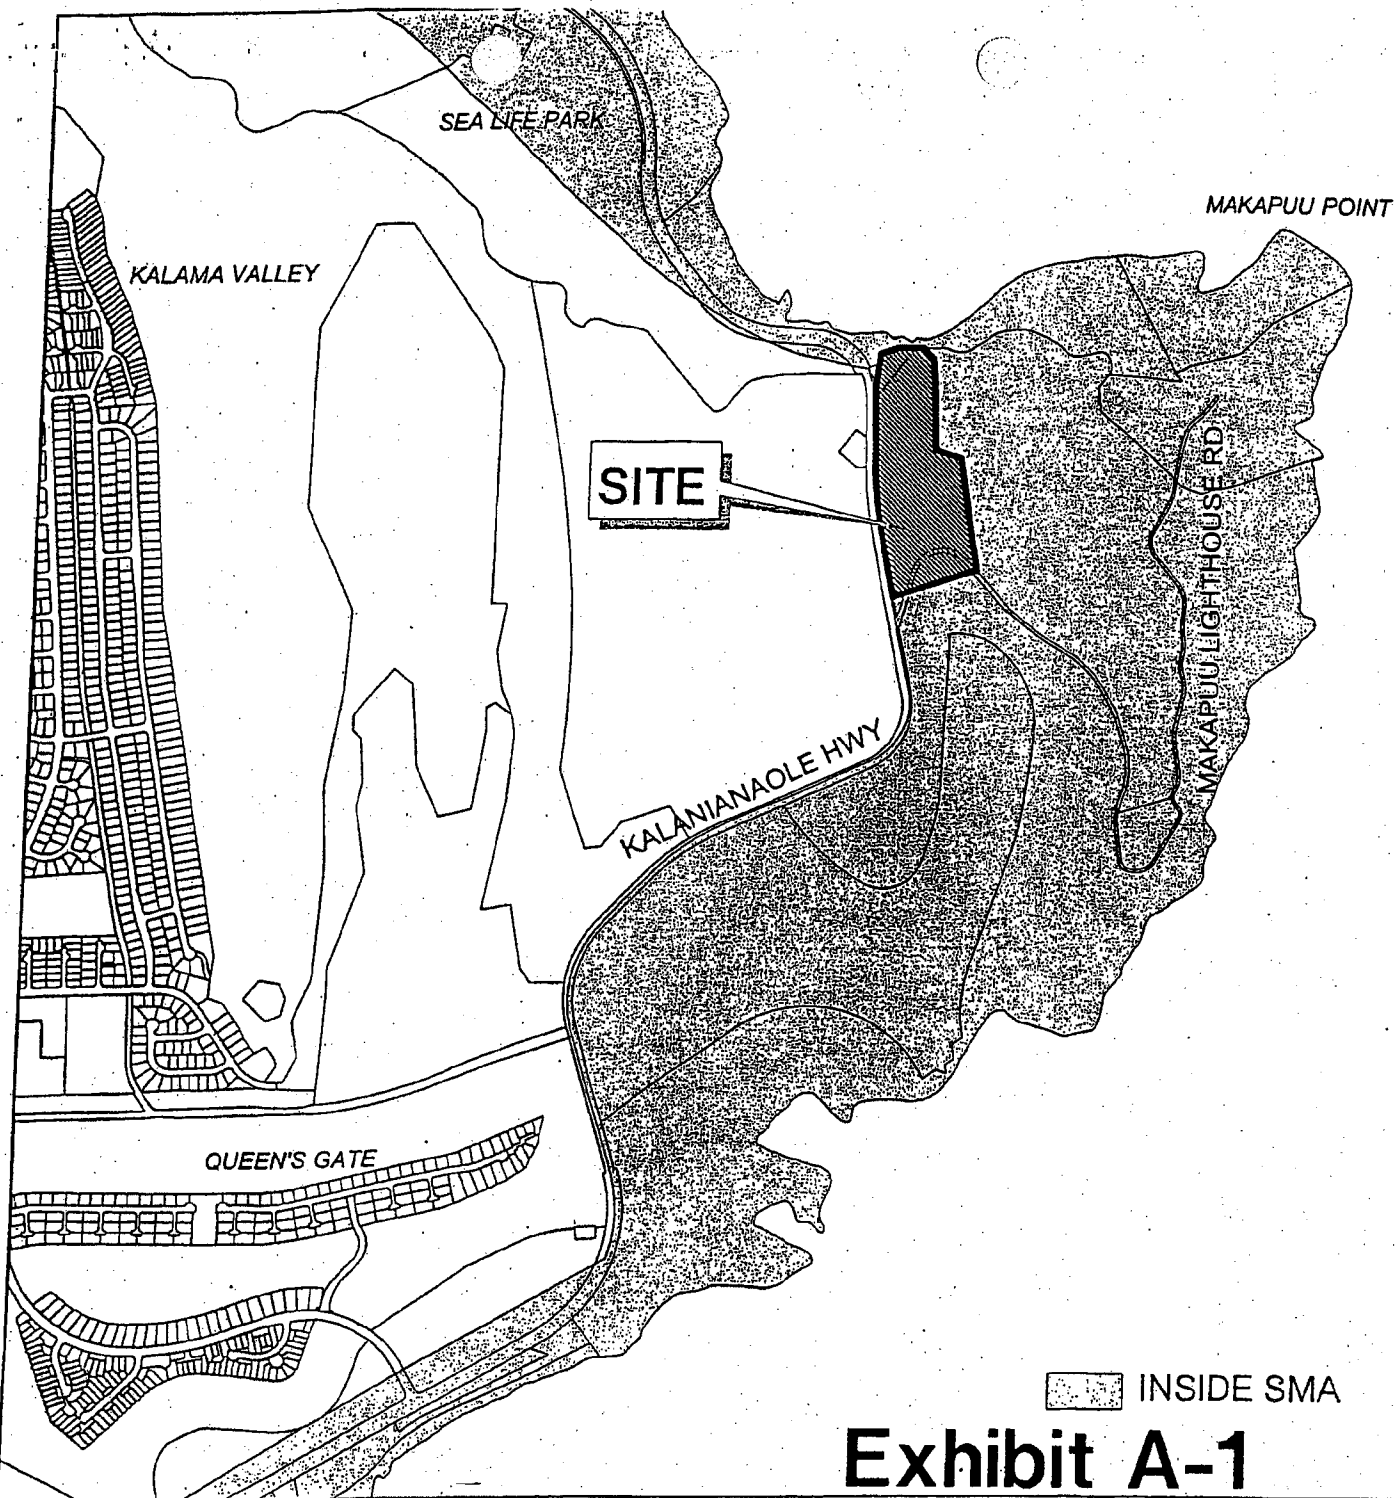 SEA LIFE PARK
MAKAPUU POINT
KALAMA VALLEY
SITE
MAKAPUU LIGHTHOUSE RD
KALANIANAOLE HWY
QUEEN'S GATE
INSIDE SMA
Exhibit A-1